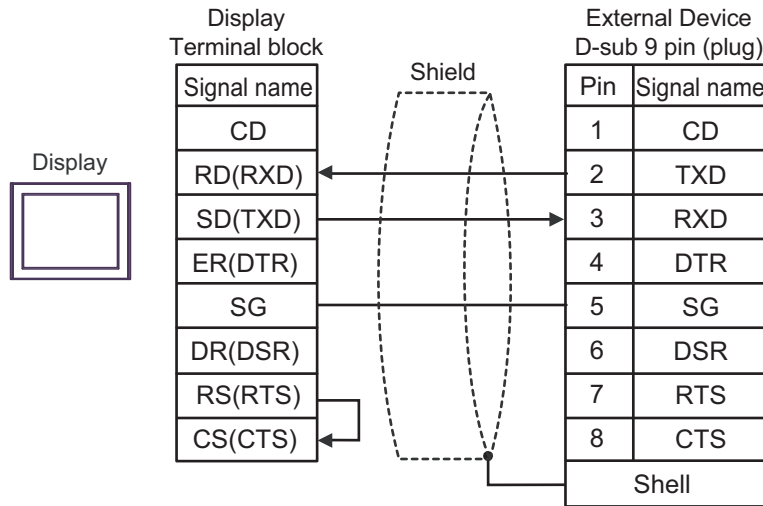 Display
Terminal block
External Device
D-sub 9 pin (plug)
Shield
Display
Signal name
Pin Signal name
CD 1 CD
RD(RXD) 2 TXD
SD(TXD) 3 RXD
ER(DTR) 4 DTR
SG 5 SG
DR(DSR) 6 DSR
RS(RTS) 7 RTS
CS(CTS) 8 CTS
Shell